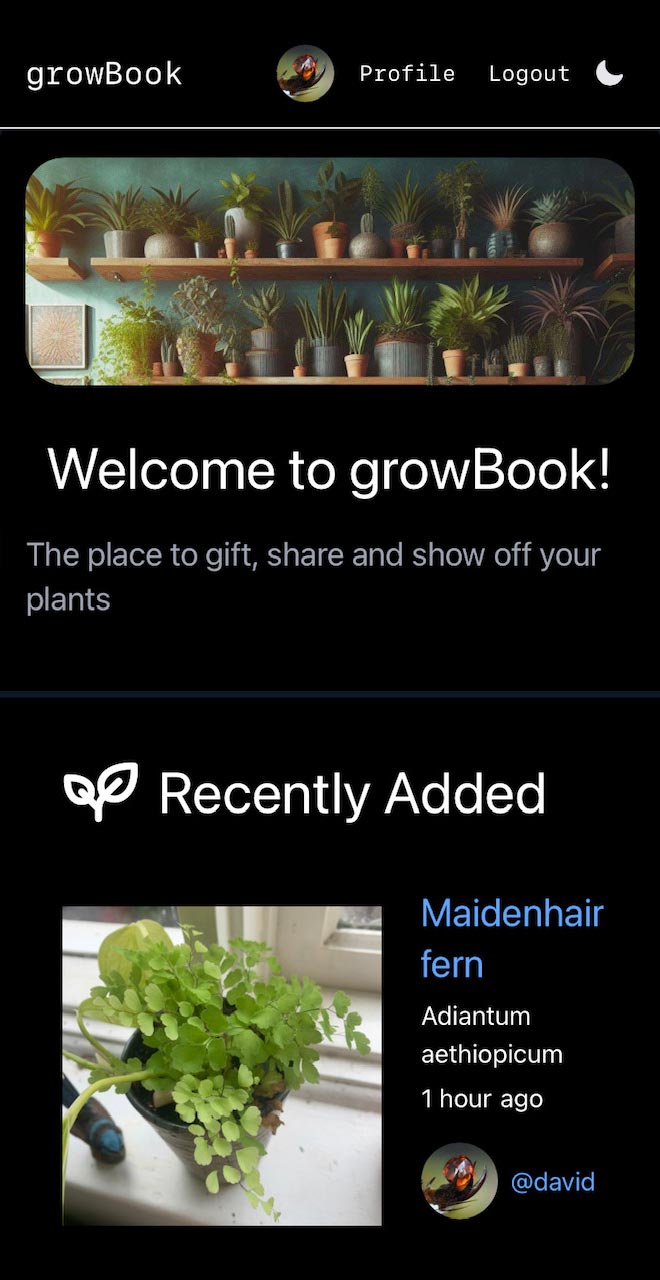 growBook
Profile
Logout
Welcome to growBook!
The place to gift, share and show off your
plants
Recently Added
Maidenhair
fern
Adiantum
aethiopicum
1 hour ago
@david